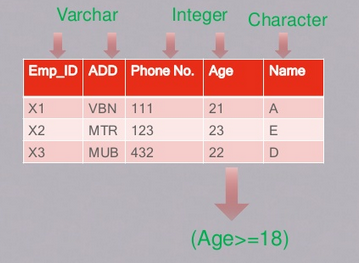 Varchar Integer Character
Emp_ID ADD Phone No. Age Name
X1 VBN 111 21 A
X2 MTR 123 23 E
X3 MUB 432 22 D
(Age>=18)